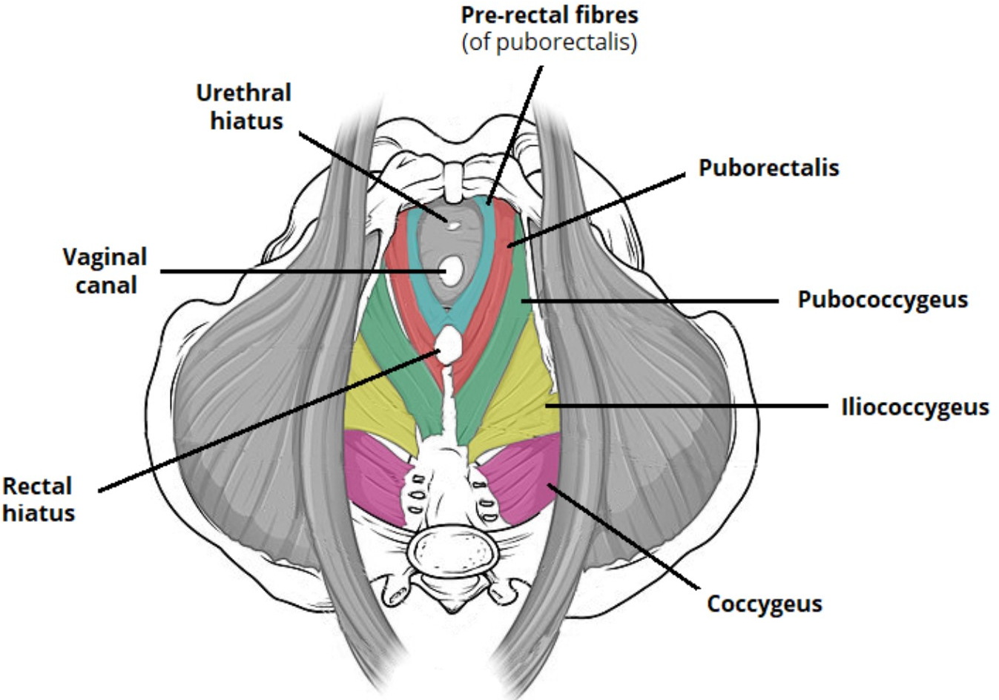 Pre-rectal fibres
(of puborectalis)
Urethral
hiatus
Puborectalis
Vaginal
canal
Pubococcygeus
Iliococcygeus
Rectal
hiatus
Coccygeus